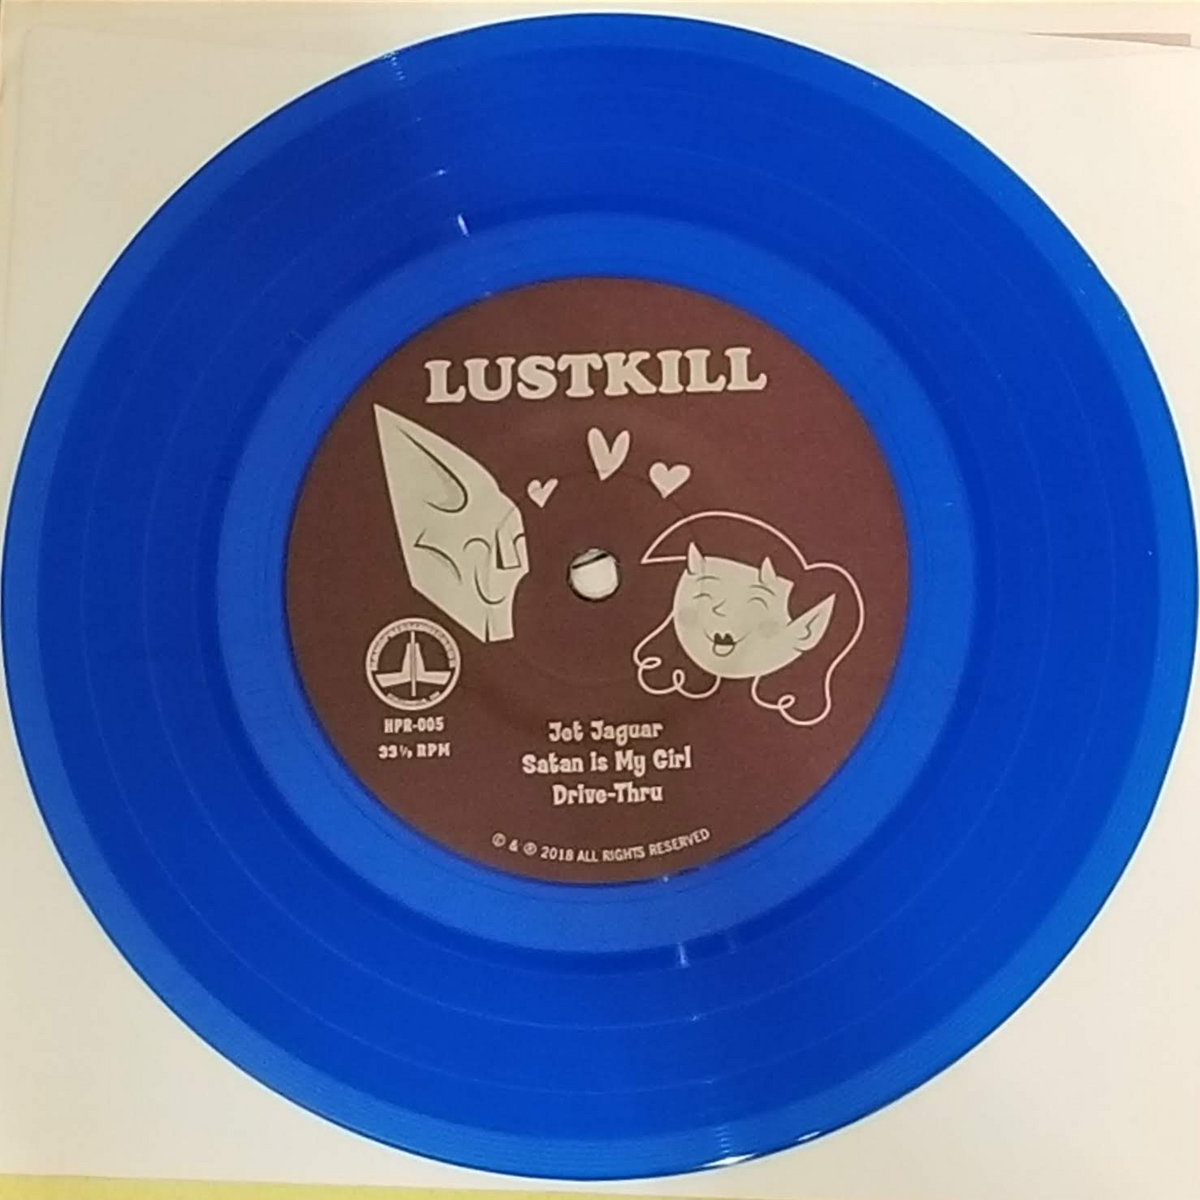 LUSTKILL
HPR-005
33⅓ RPM
Jet Jaguar
Satan is My Girl
Drive-Thru
© & ℗ 2018 ALL RIGHTS RESERVED